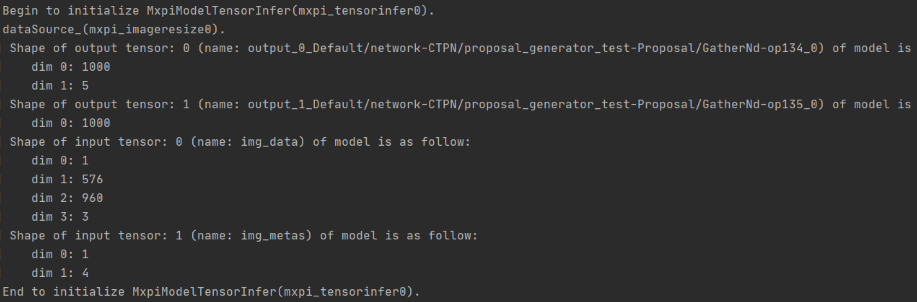 Begin to initialize MxpiModelTensorInfer(mxpi_tensorinfer0).
dataSource_(mxpi_imageresize0).
Shape of output tensor: 0 (name: output_0_Default/network-CTPN/proposal_generator_test-Proposal/GatherNd-op134_0) of model is
dim 0: 1000
dim 1: 5
Shape of output tensor: 1 (name: output_1_Default/network-CTPN/proposal_generator_test-Proposal/GatherNd-op135_0) of model is
dim 0: 1000
Shape of input tensor: 0 (name: img_data) of model is as follow:
dim 0: 1
dim 1: 576
dim 2: 960
dim 3: 3
Shape of input tensor: 1 (name: img_metas) of model is as follow:
dim 0: 1
dim 1: 4
End to initialize MxpiModelTensorInfer(mxpi_tensorinfer0).